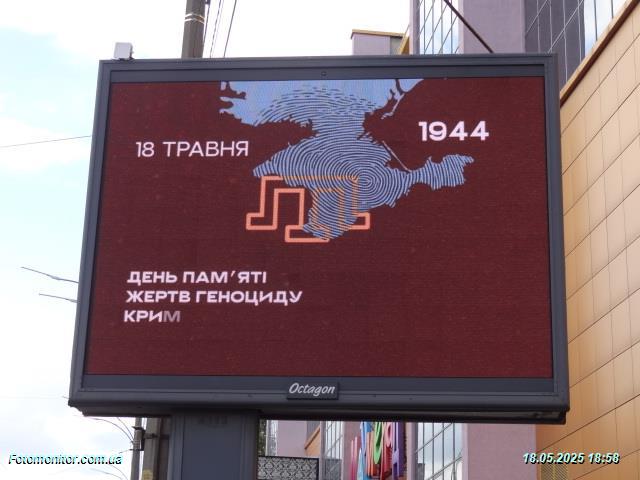 18 ТРАВНЯ
1944
ДЕНЬ ПАМ'ЯТІ
ЖЕРТВ ГЕНОЦИДУ
КРИМ
Octagon
Fotomonitor.com.ua
18.05.2025 18:58